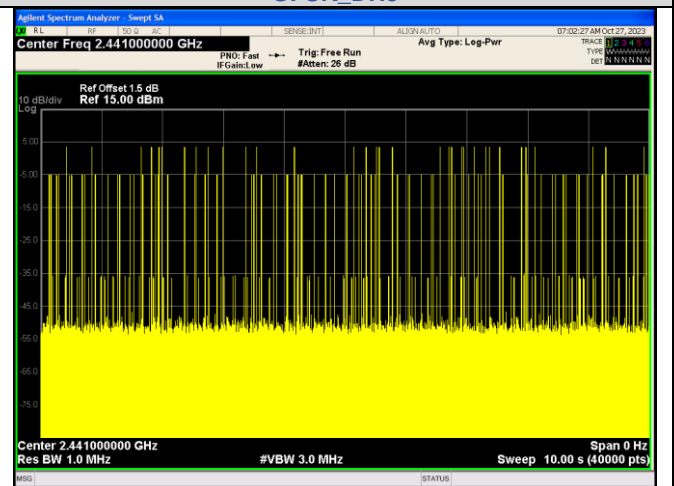 Agilent Spectrum Analyzer - Swept SA
RL RF 50 Ω AC SENSE:INT ALIGN AUTO 07:02:27 AM Oct 27, 2023
Center Freq 2.441000000 GHz Avg Type: Log-Pwr TRACE 1 2 3 4 5 6
PNO: Fast Trig: Free Run TYPE
IFGain:Low #Atten: 26 dB DET N N N N N N
Ref Offset 1.5 dB
10 dB/div Ref 15.00 dBm
Log
5.00
-5.00
-15.0
-25.0
-35.0
-45.0
-55.0
-65.0
-75.0
Center 2.441000000 GHz Span 0 Hz
Res BW 1.0 MHz #VBW 3.0 MHz Sweep 10.00 s (40000 pts)
MSG STATUS